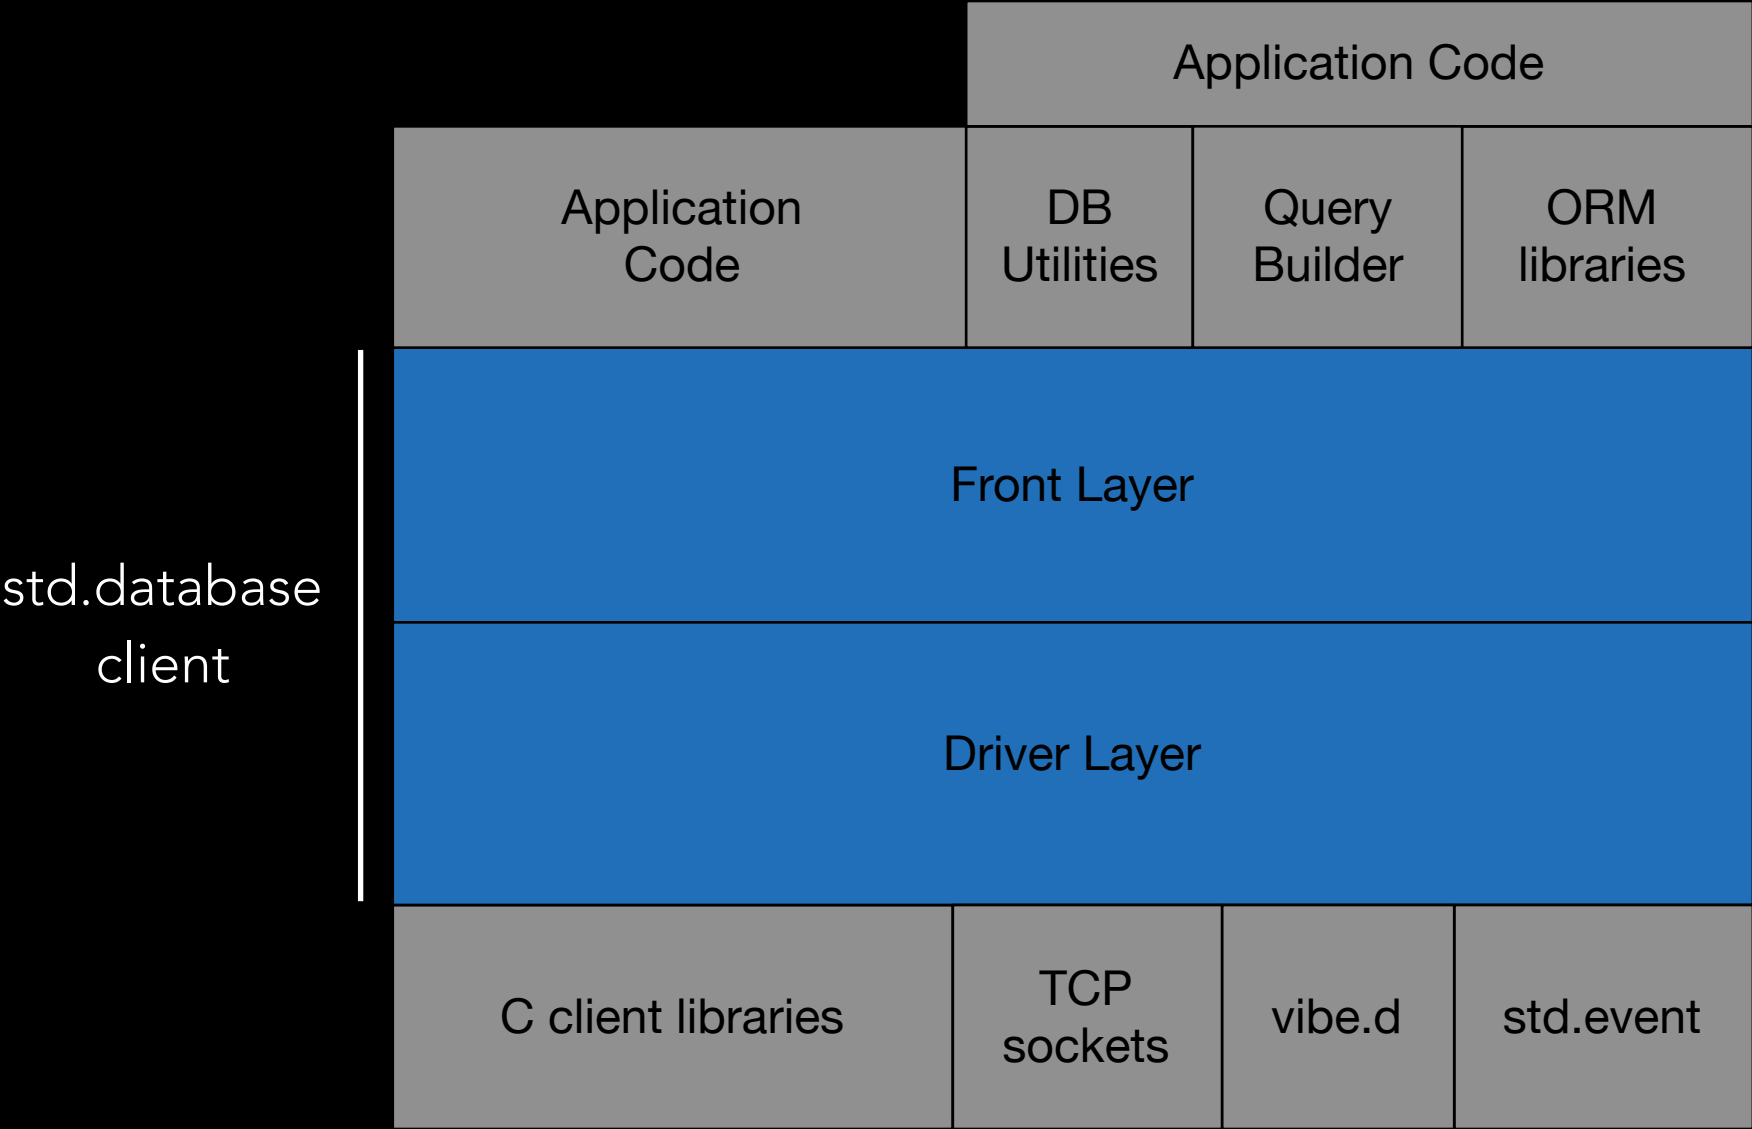 Application Code
Application
Code
DB
Utilities
Query
Builder
ORM
libraries
Front Layer
std.database
client
Driver Layer
C client libraries
TCP
sockets
vibe.d
std.event